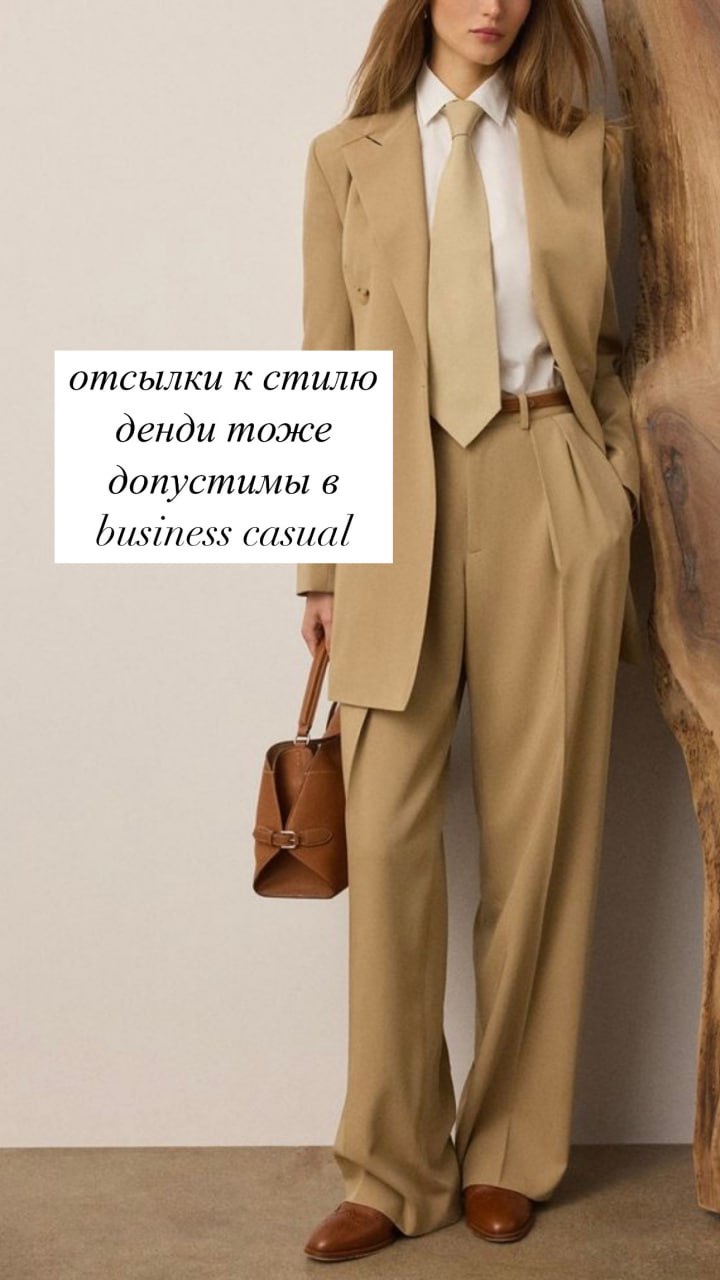 отсылки к стилю
денди тоже
допустимы в
business casual